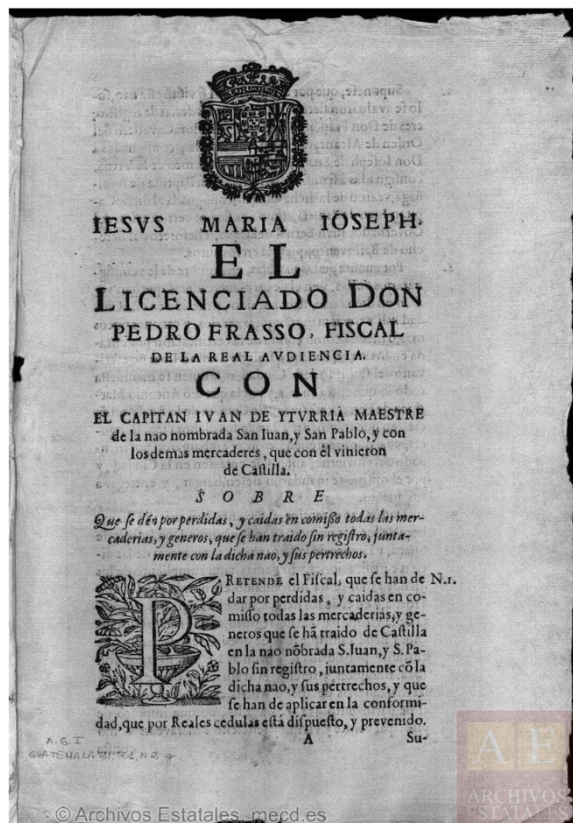 IESVS MARIA IOSEPH.
EL
LICENCIADO DON
PEDRO FRASSO, FISCAL
DE LA REAL AVDIENCIA.
CON
EL CAPITAN IVAN DE YTVRRIA MAESTRE
de la nao nombrada San Iuan, y San Pablo, y con
los demas mercaderes, que con èl vinieron
de Castilla.
SOBRE
Que se dèn por perdidas, y caidas en comisso todas las mer-
caderias, y generos, que se han traido sin registro, junta-
mente con la dicha nao, y sus pertrechos.
PRETENDE el Fiscal, que se han de N.1.
dar por perdidas, y caidas en co-
misso todas las mercaderias, y ge-
neros que se hã traido de Castilla
en la nao nõbrada S. Iuan, y S. Pa-
blo sin registro, juntamente cõ la
dicha nao, y sus pertrechos, y que
se han de aplicar en la conformi-
dad, que por Reales cedulas està dispuesto, y prevenido.
A Su-
A.G.I.
GUATEMALA
AE
ARCHIVOS
ESTATALES
© Archivos Estatales, mecd.es